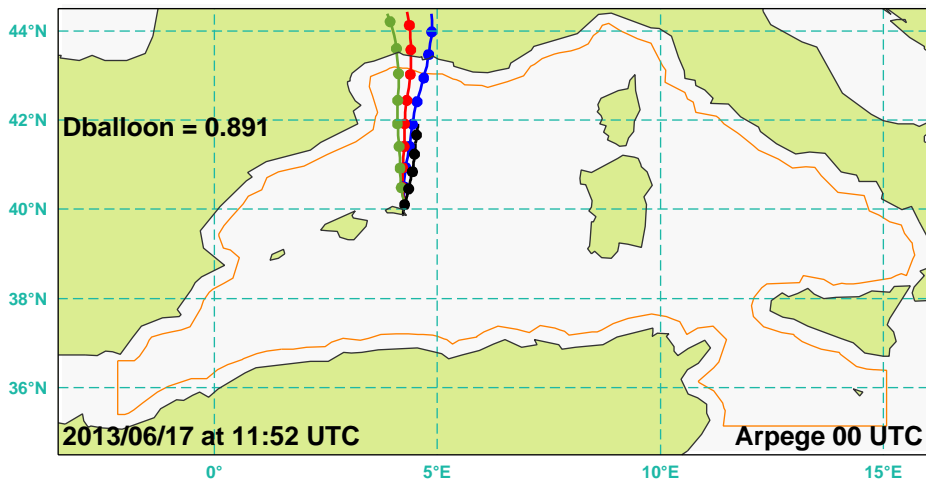 44°N
42°N
Dballoon = 0.891
40°N
38°N
36°N
2013/06/17 at 11:52 UTC
Arpege 00 UTC
0°
5°E
10°E
15°E